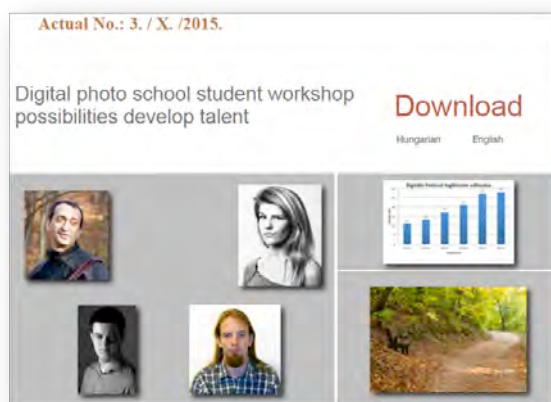 Actual No.: 3. / X. /2015.
Digital photo school student workshop
possibilities develop talent
Download
Hungarian English